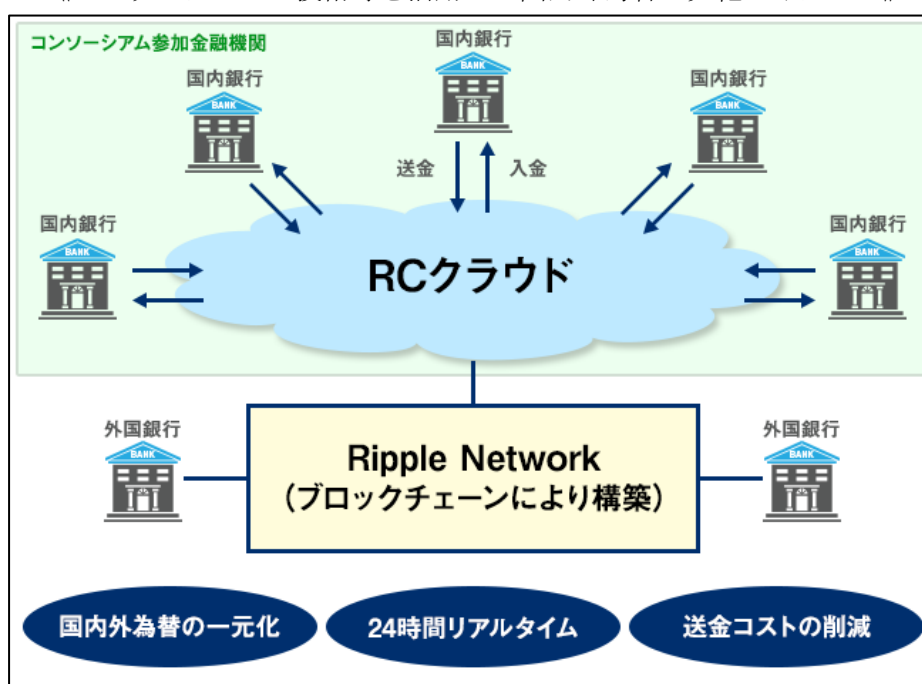 コンソーシアム参加金融機関
国内銀行
BANK
国内銀行
BANK
国内銀行
BANK
送金
入金
国内銀行
BANK
国内銀行
BANK
RCクラウド
外国銀行
BANK
外国銀行
BANK
Ripple Network
(ブロックチェーンにより構築)
国内外為替の一元化
24時間リアルタイム
送金コストの削減